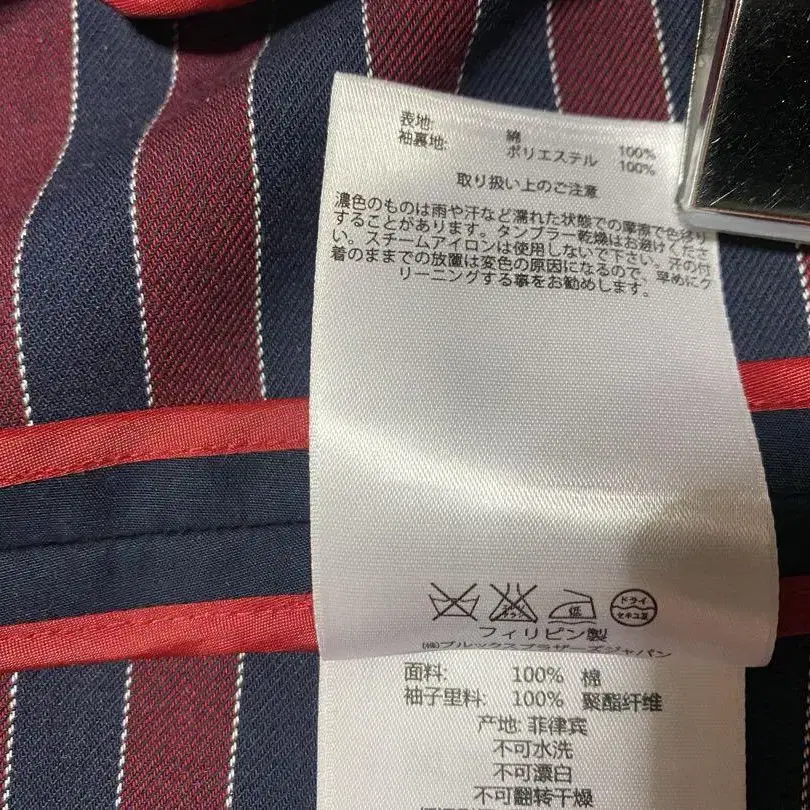 表地: 綿 100%
袖裏地: ポリエステル 100%
取り扱い上のご注意
濃色のものは雨や汗など濡れた状態での摩擦で色移り
することがあります。タンブラー乾燥はお避けくださ
い。スチームアイロンは使用しないで下さい。汗の付
着のままでの放置は変色の原因になるので、早めにク
リーニングする事をお勧めします。
低 ドライ
セキユ系
フィリピン製
(株)ブルックスブラザーズジャパン
面料: 100% 棉
袖子里料: 100% 聚酯纤维
产地: 菲律宾
不可水洗
不可漂白
不可翻转干燥